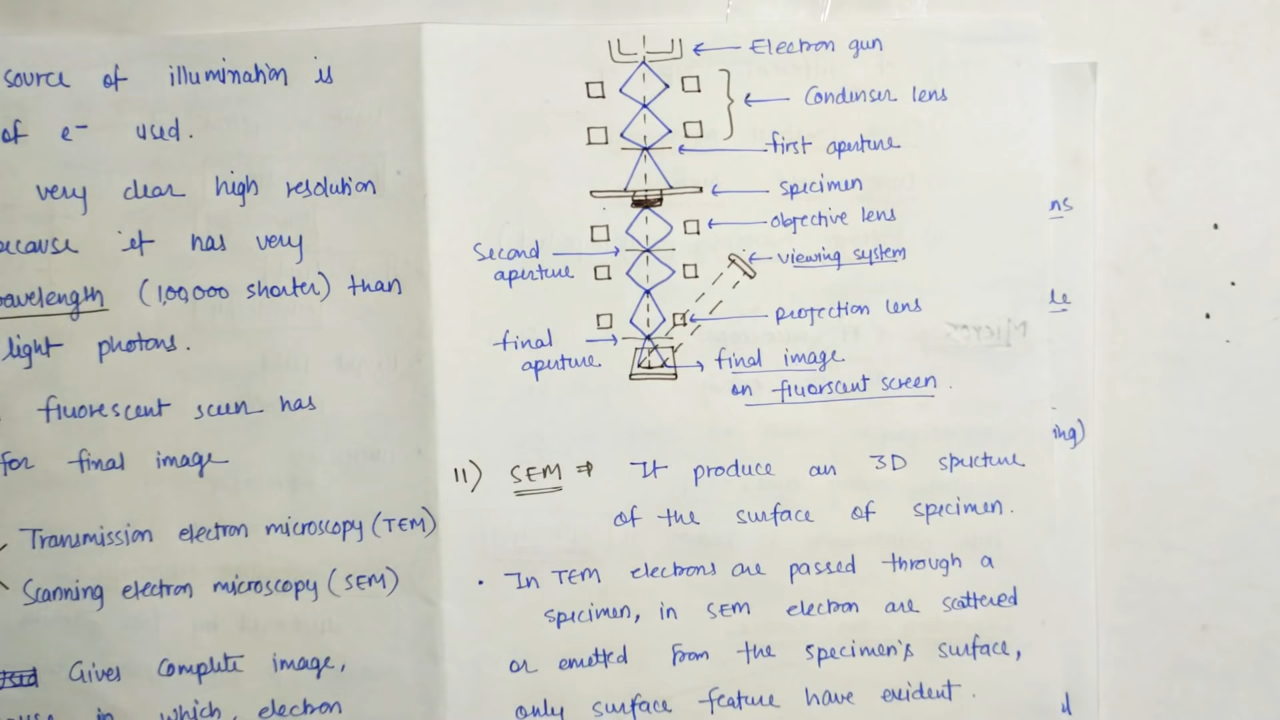 source of illumination is
of e⁻ used.
very clear high resolution
because it has very
wavelength (1,00,000 shorter) than
light photons.
fluorescent screen has
for final image
Transmission electron microscopy (TEM)
Scanning electron microscopy (SEM)
Gives complete image,
in which, electron
Electron gun
Condenser lens
first aperture
specimen
objective lens
Second
aperture
viewing system
projection lens
final
aperture
final image
on fluorscent screen.
11) SEM ⇒ It produce an 3D
of the surface of specimen.
• In TEM electrons are passed through a
specimen, in SEM electron are scattered
or emetted from the specimen's surface,
only surface feature have evident.
ns
le
ing)